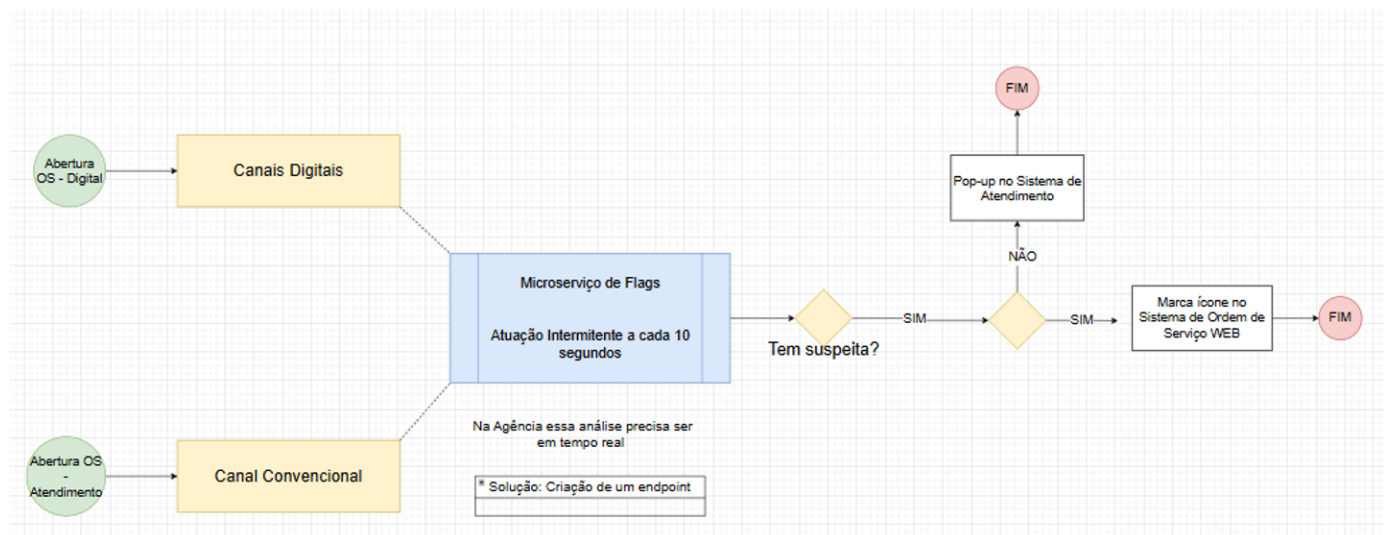 FIM
Abertura
OS - Digital
Canais Digitais
Pop-up no Sistema de
Atendimento
NÃO
Microserviço de Flags
Atuação Intermitente a cada 10
segundos
SIM
SIM
Marca ícone no
Sistema de Ordem de
Serviço WEB
FIM
Tem suspeita?
Na Agência essa análise precisa ser
em tempo real
Abertura OS
-
Atendimento
Canal Convencional
* Solução: Criação de um endpoint